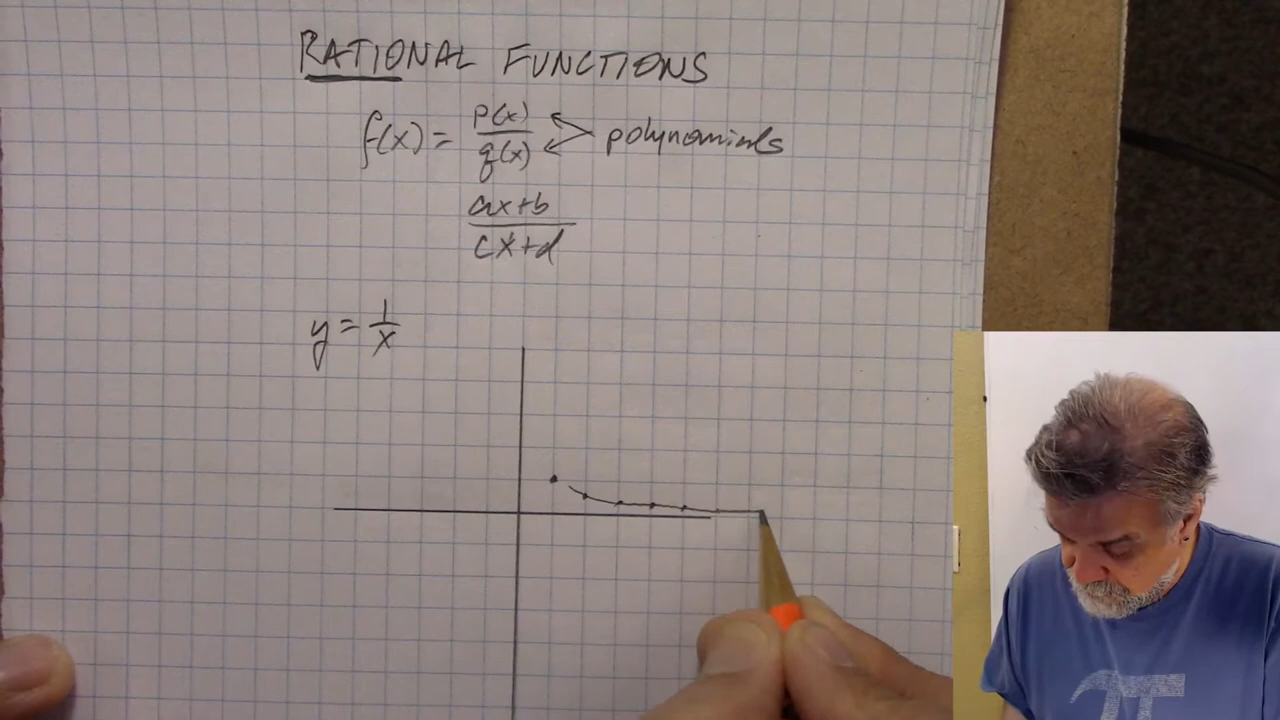 RATIONAL FUNCTIONS
f(x) = p(x)/q(x) polynomials
ax+b
cx+d
y = 1/x
π